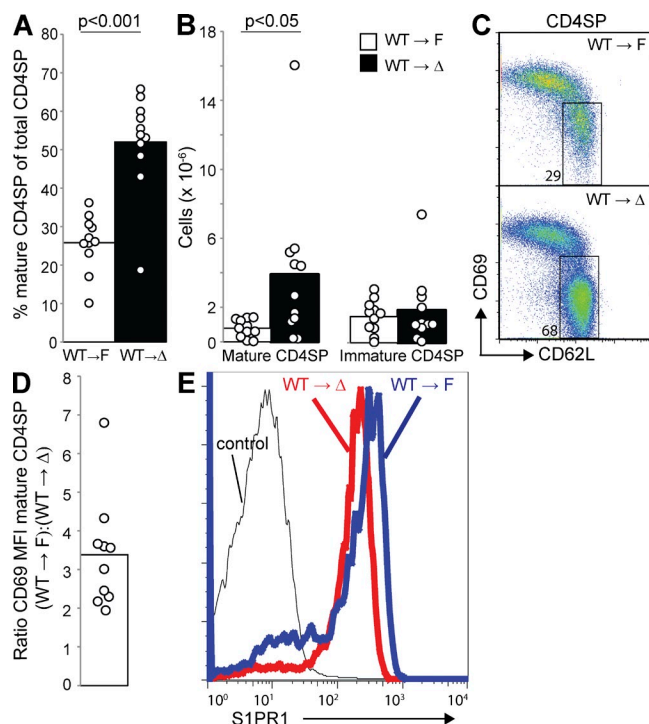 A
p<0.001
% mature CD4SP of total CD4SP
80
70
60
50
40
30
20
10
0
WT→F WT→Δ
B
p<0.05
WT → F
WT → Δ
Cells (x 10⁻⁶)
18
14
10
6
2
0
Mature CD4SP Immature CD4SP
C
CD4SP
WT → F
29
WT → Δ
68
CD69
CD62L
D
Ratio CD69 MFI mature CD4SP
(WT → F):(WT → Δ)
8
7
6
5
4
3
2
1
0
E
WT → Δ WT → F
control
10⁰ 10¹ 10² 10³ 10⁴
S1PR1